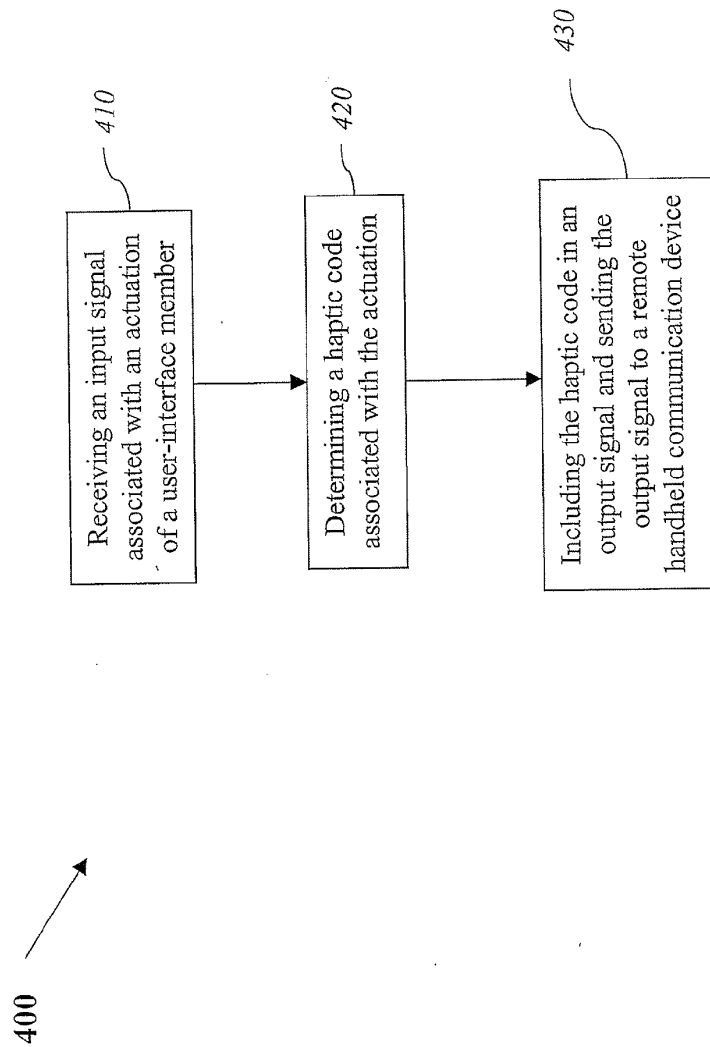 400
Receiving an input signal
associated with an actuation
of a user-interface member
410
Determining a haptic code
associated with the actuation
420
Including the haptic code in an
output signal and sending the
output signal to a remote
handheld communication device
430